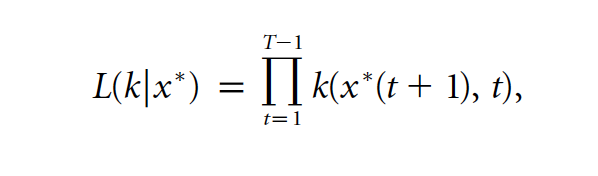 L(k|x*) = ∏_{t=1}^{T−1} k(x*(t + 1), t),